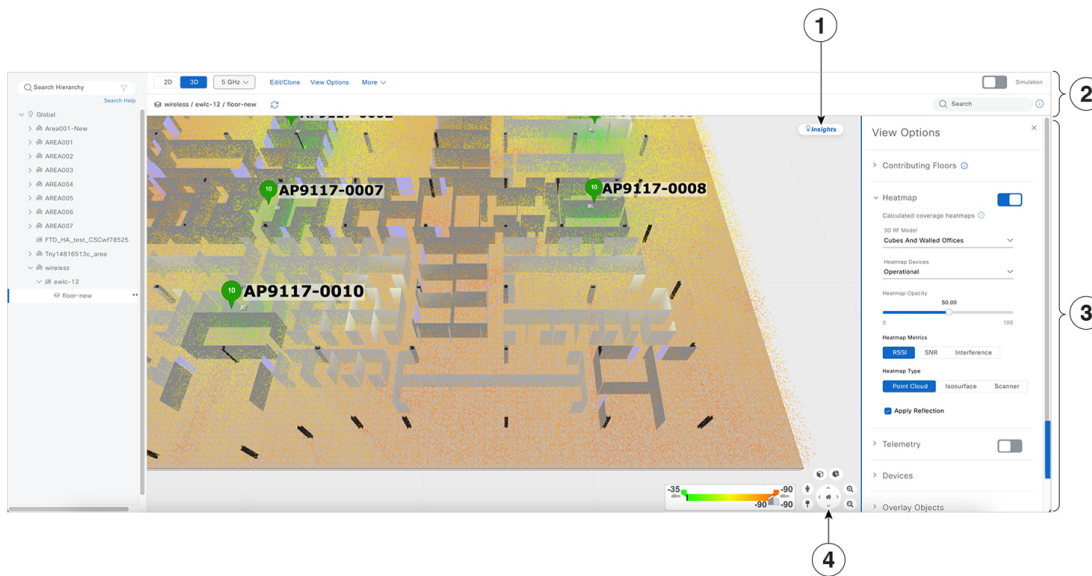 1
2D 3D 5 GHz Edit/Clone View Options More Simulation
2
Search Hierarchy
Search Help
wireless / ewlc-12 / floor-new
Search
Global
Area001-New
AREA001
AREA002
AREA003
AREA004
AREA005
AREA006
AREA007
FTD_HA_test_CSCwf78525
Tny14816513c_area
wireless
ewlc-12
floor-new
Insights
10 AP9117-0007
10 AP9117-0008
10 AP9117-0010
-35 dBm -90 dBm
-90 -90
View Options
Contributing Floors
Heatmap
Calculated coverage heatmaps
3D RF Model
Cubes And Walled Offices
Heatmap Devices
Operational
Heatmap Opacity
50.00
0 100
Heatmap Metrics
RSSI SNR Interference
Heatmap Type
Point Cloud Isosurface Scanner
Apply Reflection
Telemetry
Devices
Overlay Objects
3
4